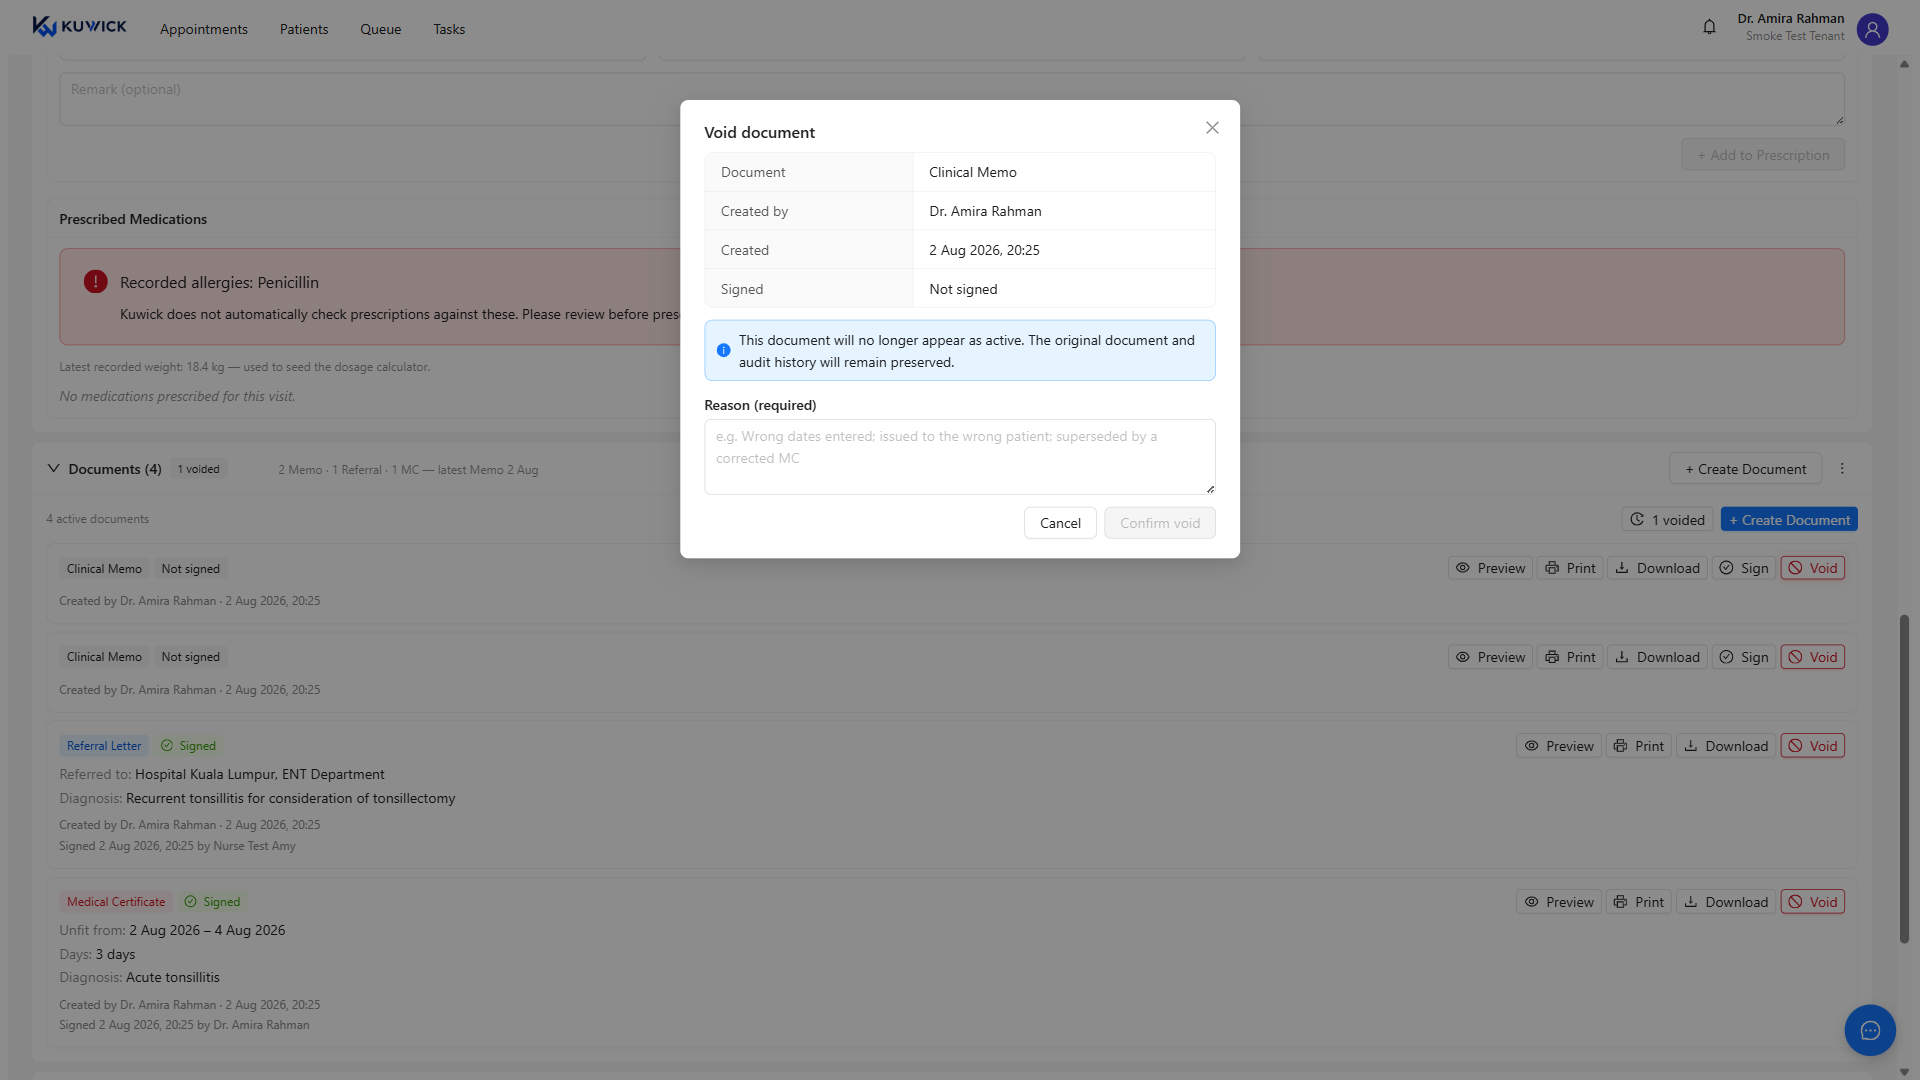 KUWICK
Appointments
Patients
Queue
Tasks
Dr. Amira Rahman
Smoke Test Tenant
Remark (optional)
+ Add to Prescription
Prescribed Medications
Recorded allergies: Penicillin
Kuwick does not automatically check prescriptions against these. Please review before
Latest recorded weight: 18.4 kg — used to seed the dosage calculator.
No medications prescribed for this visit.
Void document
Document
Clinical Memo
Created by
Dr. Amira Rahman
Created
2 Aug 2026, 20:25
Signed
Not signed
This document will no longer appear as active. The original document and
audit history will remain preserved.
Reason (required)
e.g. Wrong dates entered; issued to the wrong patient; superseded by a
corrected MC
Cancel
Confirm void
Documents (4)
1 voided
2 Memo · 1 Referral · 1 MC — latest Memo 2 Aug
+ Create Document
4 active documents
1 voided
+ Create Document
Clinical Memo
Not signed
Preview
Print
Download
Sign
Void
Created by Dr. Amira Rahman · 2 Aug 2026, 20:25
Clinical Memo
Not signed
Preview
Print
Download
Sign
Void
Created by Dr. Amira Rahman · 2 Aug 2026, 20:25
Referral Letter
Signed
Preview
Print
Download
Void
Referred to: Hospital Kuala Lumpur, ENT Department
Diagnosis: Recurrent tonsillitis for consideration of tonsillectomy
Created by Dr. Amira Rahman · 2 Aug 2026, 20:25
Signed 2 Aug 2026, 20:25 by Nurse Test Amy
Medical Certificate
Signed
Preview
Print
Download
Void
Unfit from: 2 Aug 2026 – 4 Aug 2026
Days: 3 days
Diagnosis: Acute tonsillitis
Created by Dr. Amira Rahman · 2 Aug 2026, 20:25
Signed 2 Aug 2026, 20:25 by Dr. Amira Rahman